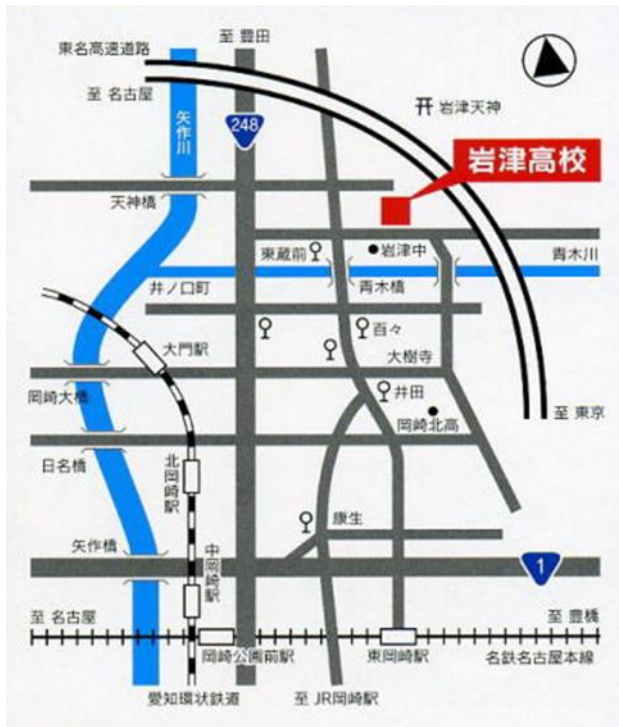 至 豊田
東名高速道路
至 名古屋
岩津天神
矢作川
248
岩津高校
天神橋
東蔵前
岩津中
青木川
井ノ口町
青木橋
百々
大門駅
大樹寺
井田
岡崎大橋
至 東京
岡崎北高
日名橋
北岡崎駅
康生
矢作橋
中岡崎駅
1
至 名古屋
至 豊橋
岡崎公園前駅
東岡崎駅
名鉄名古屋本線
愛知環状鉄道
至 JR岡崎駅